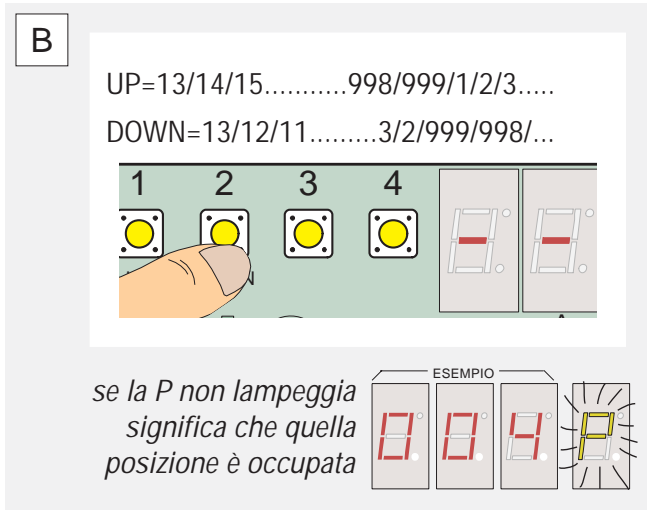 B
UP=13/14/15...........998/999/1/2/3.....
DOWN=13/12/11.........3/2/999/998/...
1 2 3 4
se la P non lampeggia
significa che quella
posizione è occupata
ESEMPIO
004P